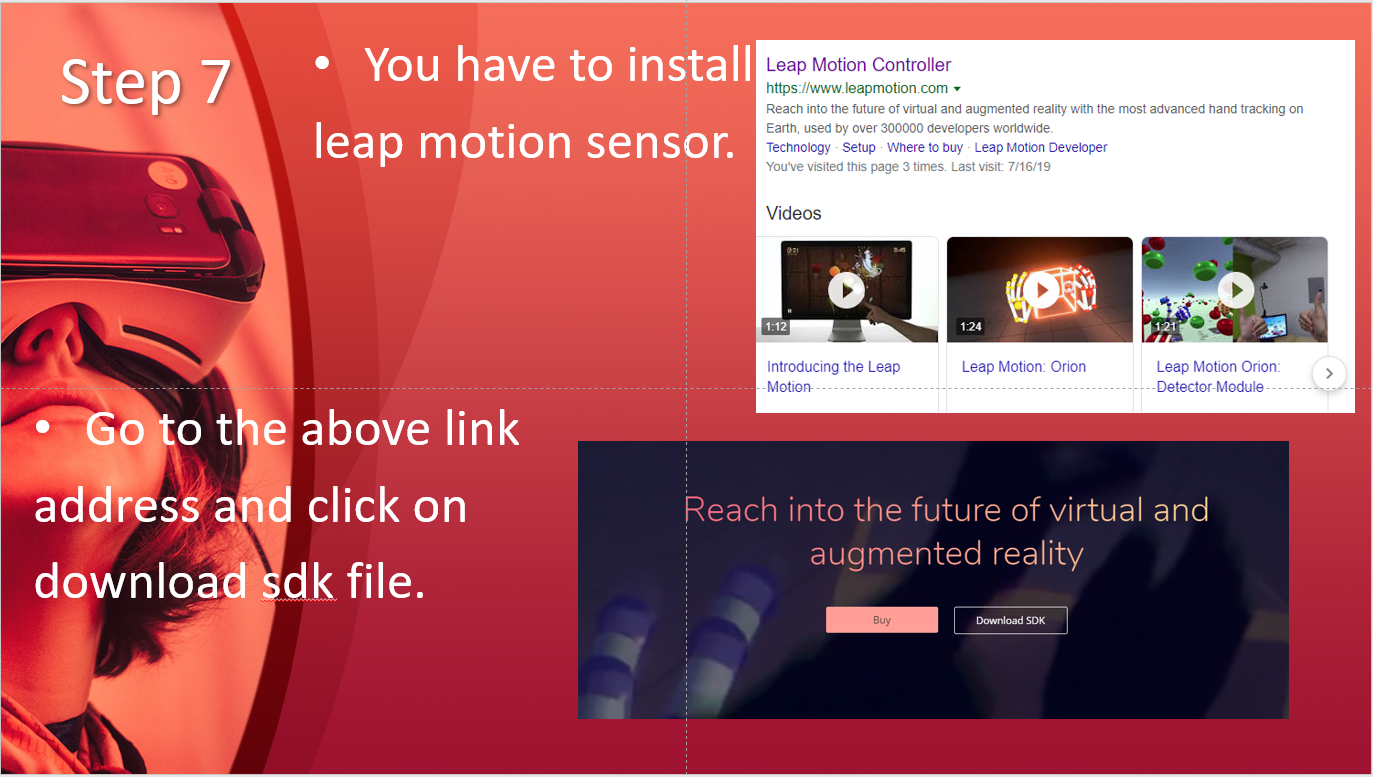 Step 7
• You have to install
leap motion sensor.
Leap Motion Controller
https://www.leapmotion.com
Reach into the future of virtual and augmented reality with the most advanced hand tracking on
Earth, used by over 300000 developers worldwide.
Technology · Setup · Where to buy · Leap Motion Developer
You've visited this page 3 times. Last visit: 7/16/19
Videos
1:12
1:24
1:21
Introducing the Leap
Motion
Leap Motion: Orion
Leap Motion Orion:
Detector Module
• Go to the above link
address and click on
download sdk file.
Reach into the future of virtual and
augmented reality
Buy
Download SDK